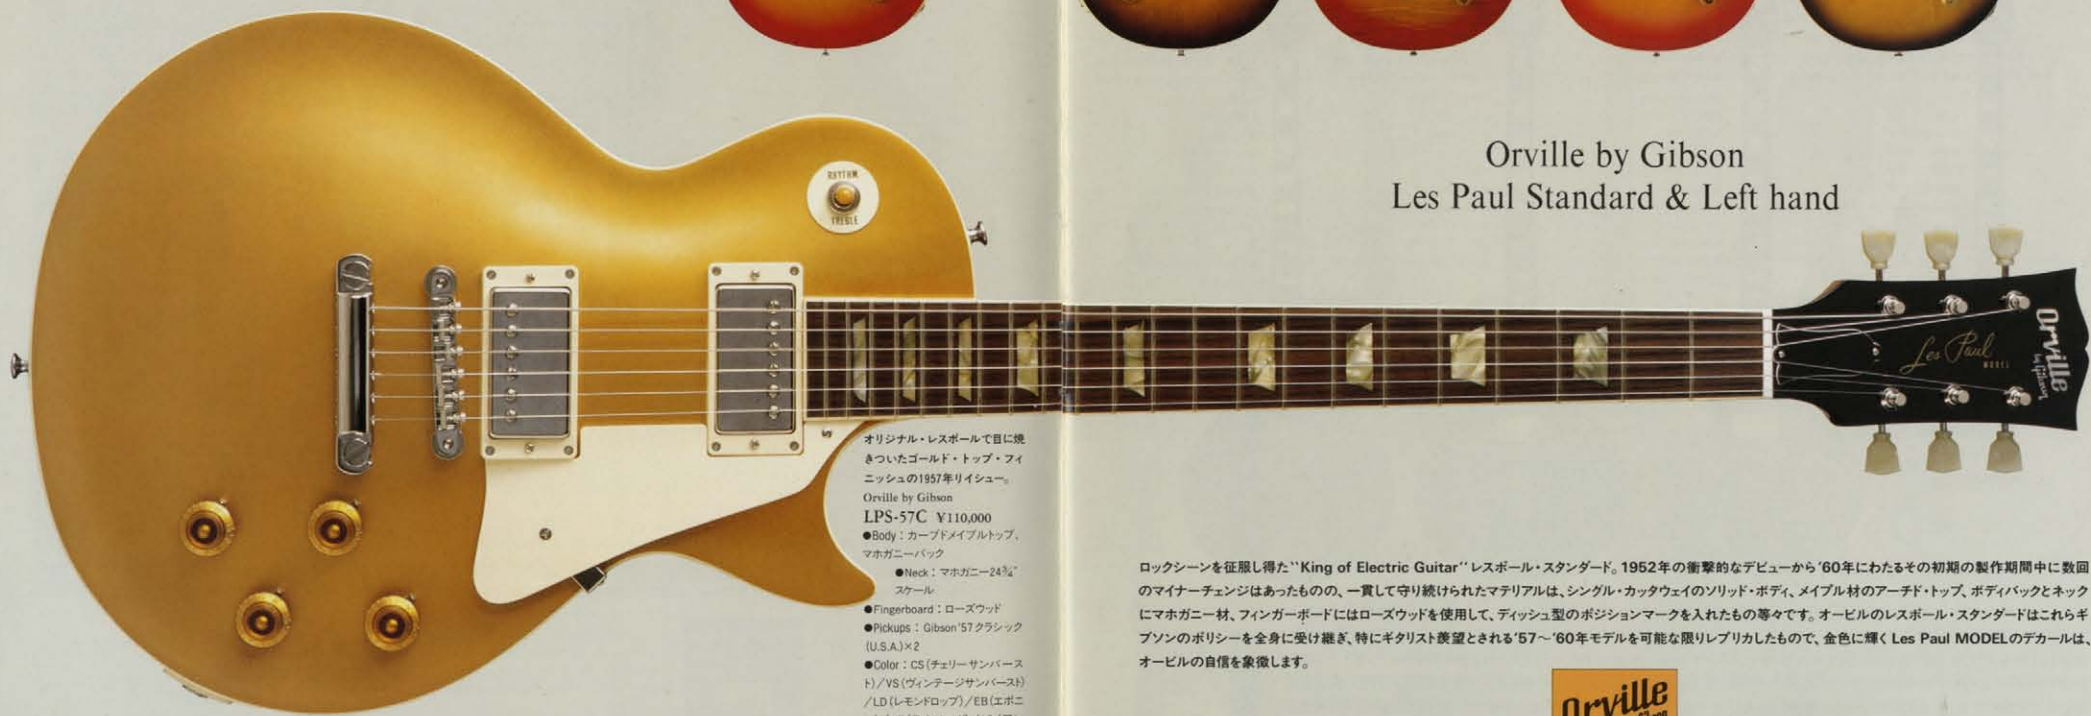 Orville by Gibson
Les Paul Standard & Left hand
RHYTHM
TREBLE
Les Paul
MODEL
Orville
by Gibson
オリジナル・レスポールで目に焼
きついたゴールド・トップ・フィ
ニッシュの1957年リイシュー。
Orville by Gibson
LPS-57C ¥110,000
●Body：カーブドメイプルトップ、
マホガニーバック
●Neck：マホガニー24¾"
スケール
●Fingerboard：ローズウッド
●Pickups：Gibson '57クラシック
(U.S.A.)×2
●Color：CS(チェリーサンバース
ト)／VS(ヴィンテージサンバースト)
／LD(レモンドロップ)／EB(エボニ
ロックシーンを征服し得た``King of Electric Guitar''レスポール・スタンダード。1952年の衝撃的なデビューから'60年にわたるその初期の製作期間中に数回
のマイナーチェンジはあったものの、一貫して守り続けられたマテリアルは、シングル・カッタウェイのソリッド・ボディ、メイプル材のアーチド・トップ、ボディバックとネック
にマホガニー材、フィンガーボードにはローズウッドを使用して、ディッシュ型のポジションマークを入れたもの等々です。オービルのレスポール・スタンダードはこれらギ
ブソンのポリシーを全身に受け継ぎ、特にギタリスト羨望とされる'57〜'60年モデルを可能な限りレプリカしたもので、金色に輝くLes Paul MODELのデカールは、
オービルの自信を象徴します。
Orville